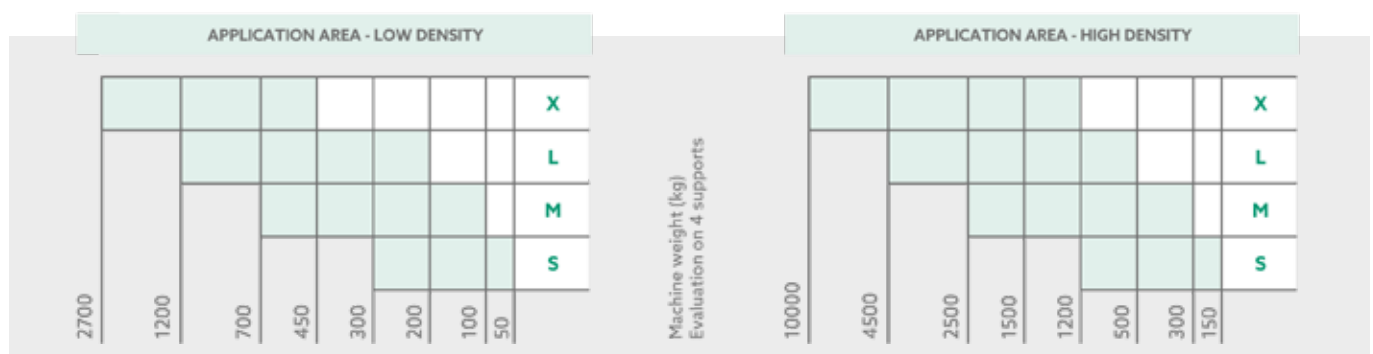 APPLICATION AREA - LOW DENSITY
X
L
M
S
2700
1200
700
450
300
200
100
50
Machine weight (kg)
Evaluation on 4 supports
APPLICATION AREA - HIGH DENSITY
X
L
M
S
10000
4500
2500
1500
1200
500
300
150